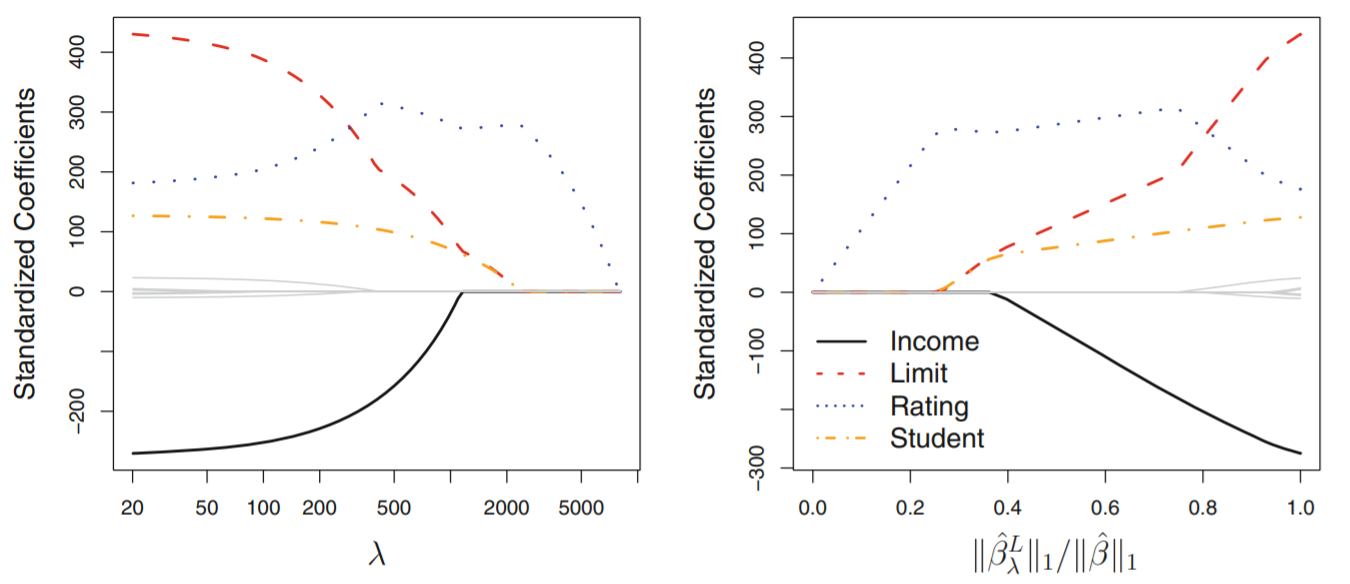 Standardized Coefficients
400
300
200
100
0
−200
20 50 100 200 500 2000 5000
λ
Standardized Coefficients
400
300
200
100
0
−100
−300
Income
Limit
Rating
Student
0.0 0.2 0.4 0.6 0.8 1.0
‖β̂λᴸ‖₁/‖β̂‖₁